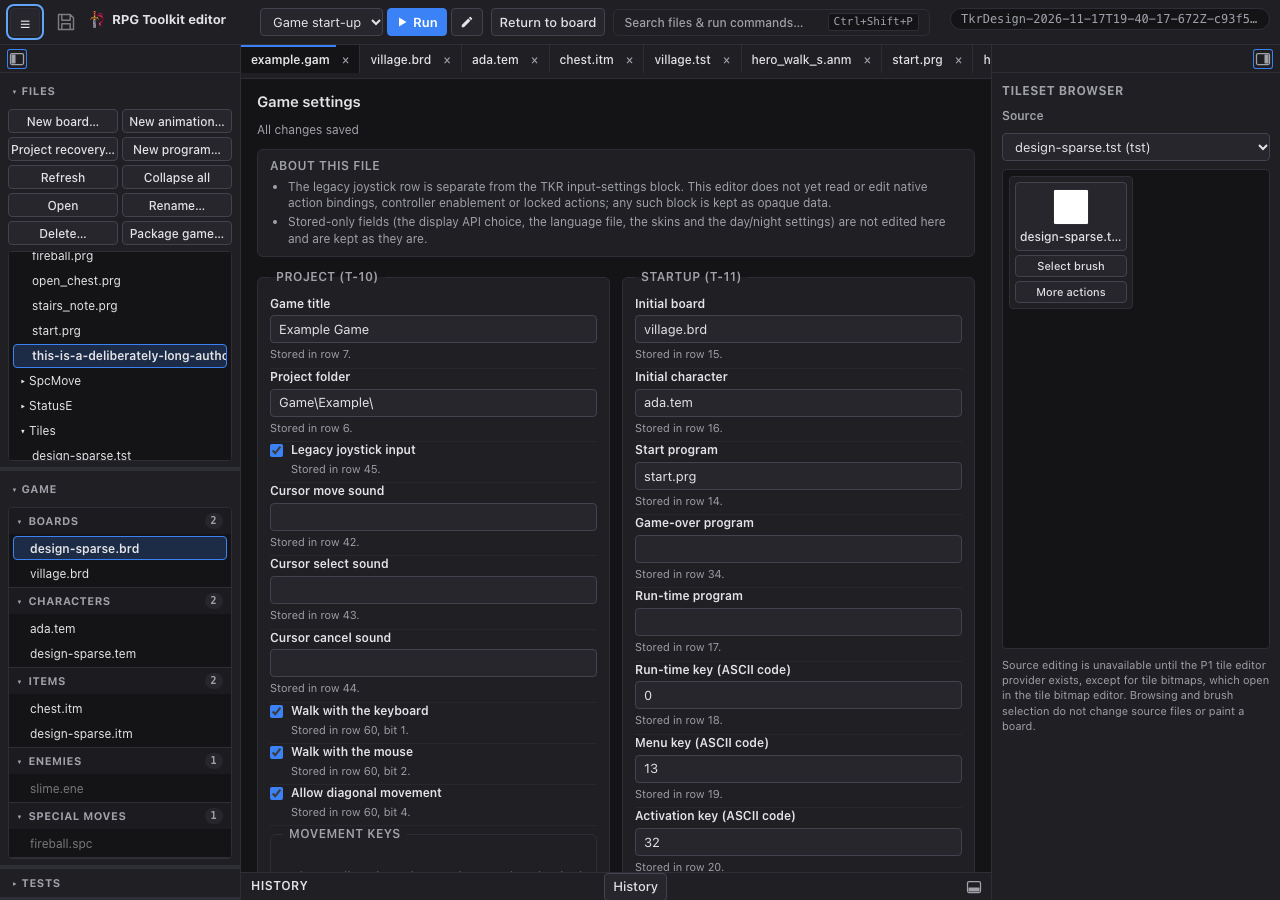 RPG Toolkit editor
Game start-up
Run
Return to board
Search files & run commands...
Ctrl+Shift+P
TkrDesign-2026-11-17T19-40-17-672Z-c93f5…
FILES
New board...
New animation...
Project recovery...
New program...
Refresh
Collapse all
Open
Rename...
Delete...
Package game...
fireball.prg
open_chest.prg
stairs_note.prg
start.prg
this-is-a-deliberately-long-autho
SpcMove
StatusE
Tiles
design-sparse.tst
GAME
BOARDS 2
design-sparse.brd
village.brd
CHARACTERS 2
ada.tem
design-sparse.tem
ITEMS 2
chest.itm
design-sparse.itm
ENEMIES 1
slime.ene
SPECIAL MOVES 1
fireball.spc
TESTS
example.gam ×
village.brd ×
ada.tem ×
chest.itm ×
village.tst ×
hero_walk_s.anm ×
start.prg ×
h
Game settings
All changes saved
ABOUT THIS FILE
• The legacy joystick row is separate from the TKR input-settings block. This editor does not yet read or edit native
action bindings, controller enablement or locked actions; any such block is kept as opaque data.
• Stored-only fields (the display API choice, the language file, the skins and the day/night settings) are not edited here
and are kept as they are.
PROJECT (T-10)
Game title
Example Game
Stored in row 7.
Project folder
Game\Example\
Stored in row 6.
Legacy joystick input
Stored in row 45.
Cursor move sound
Stored in row 42.
Cursor select sound
Stored in row 43.
Cursor cancel sound
Stored in row 44.
Walk with the keyboard
Stored in row 60, bit 1.
Walk with the mouse
Stored in row 60, bit 2.
Allow diagonal movement
Stored in row 60, bit 4.
MOVEMENT KEYS
STARTUP (T-11)
Initial board
village.brd
Stored in row 15.
Initial character
ada.tem
Stored in row 16.
Start program
start.prg
Stored in row 14.
Game-over program
Stored in row 34.
Run-time program
Stored in row 17.
Run-time key (ASCII code)
0
Stored in row 18.
Menu key (ASCII code)
13
Stored in row 19.
Activation key (ASCII code)
32
Stored in row 20.
HISTORY
History
TILESET BROWSER
Source
design-sparse.tst (tst)
design-sparse.t...
Select brush
More actions
Source editing is unavailable until the P1 tile editor
provider exists, except for tile bitmaps, which open
in the tile bitmap editor. Browsing and brush
selection do not change source files or paint a
board.